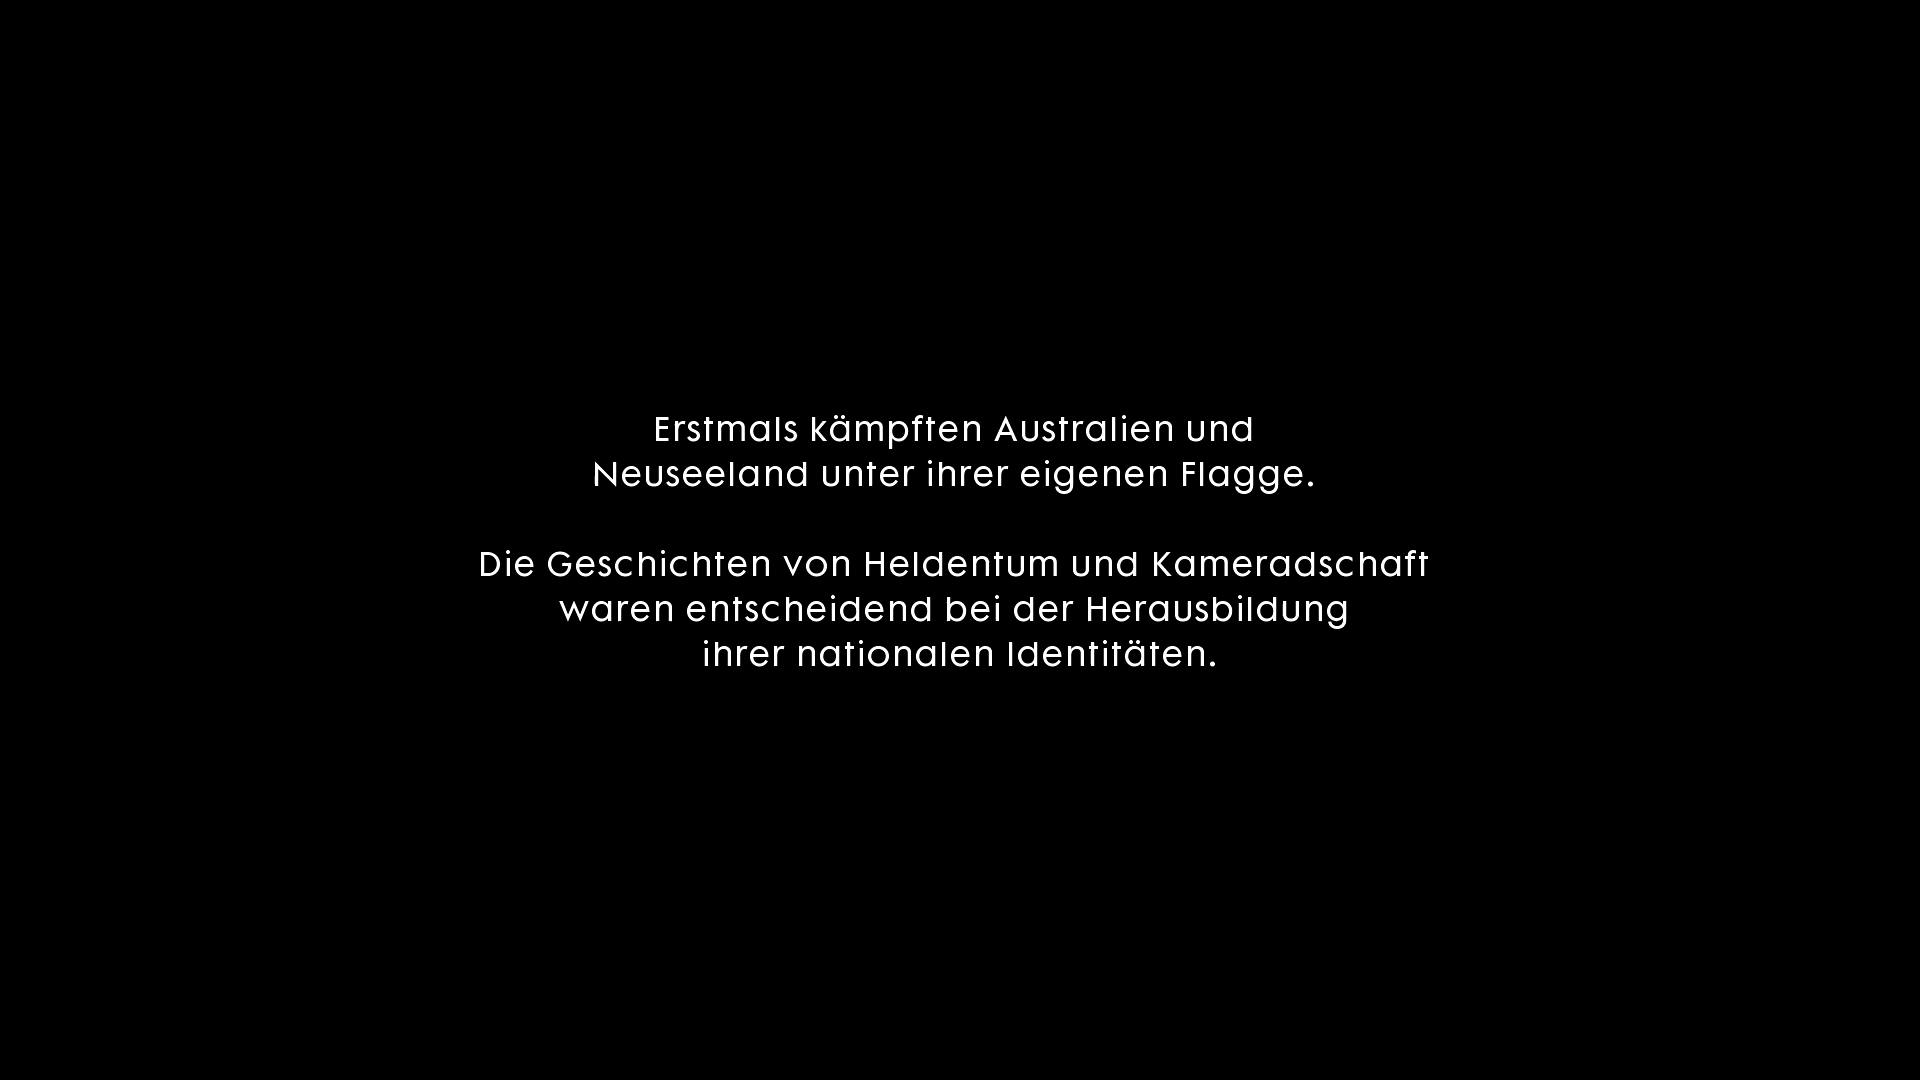 Erstmals kämpften Australien und
Neuseeland unter ihrer eigenen Flagge.
Die Geschichten von Heldentum und Kameradschaft
waren entscheidend bei der Herausbildung
ihrer nationalen Identitäten.